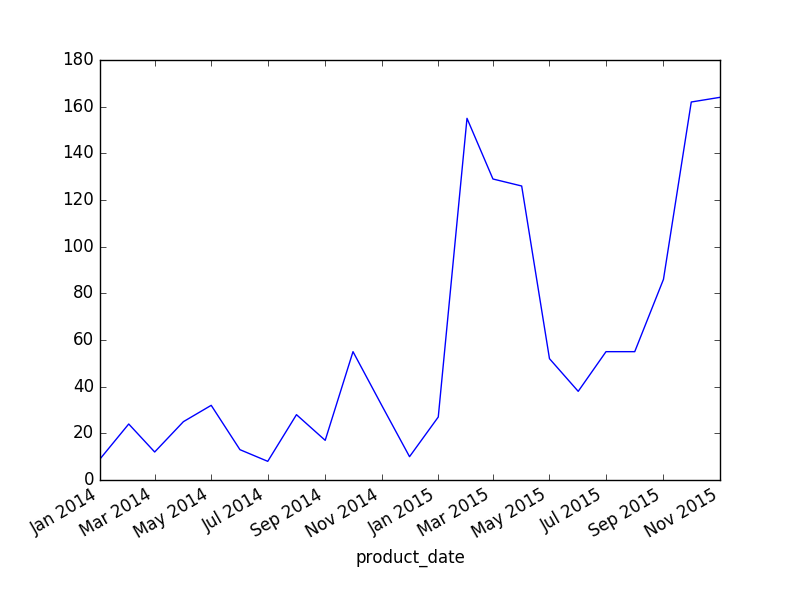 180
160
140
120
100
80
60
40
20
0
Jan 2014
Mar 2014
May 2014
Jul 2014
Sep 2014
Nov 2014
Jan 2015
Mar 2015
May 2015
Jul 2015
Sep 2015
Nov 2015
product_date